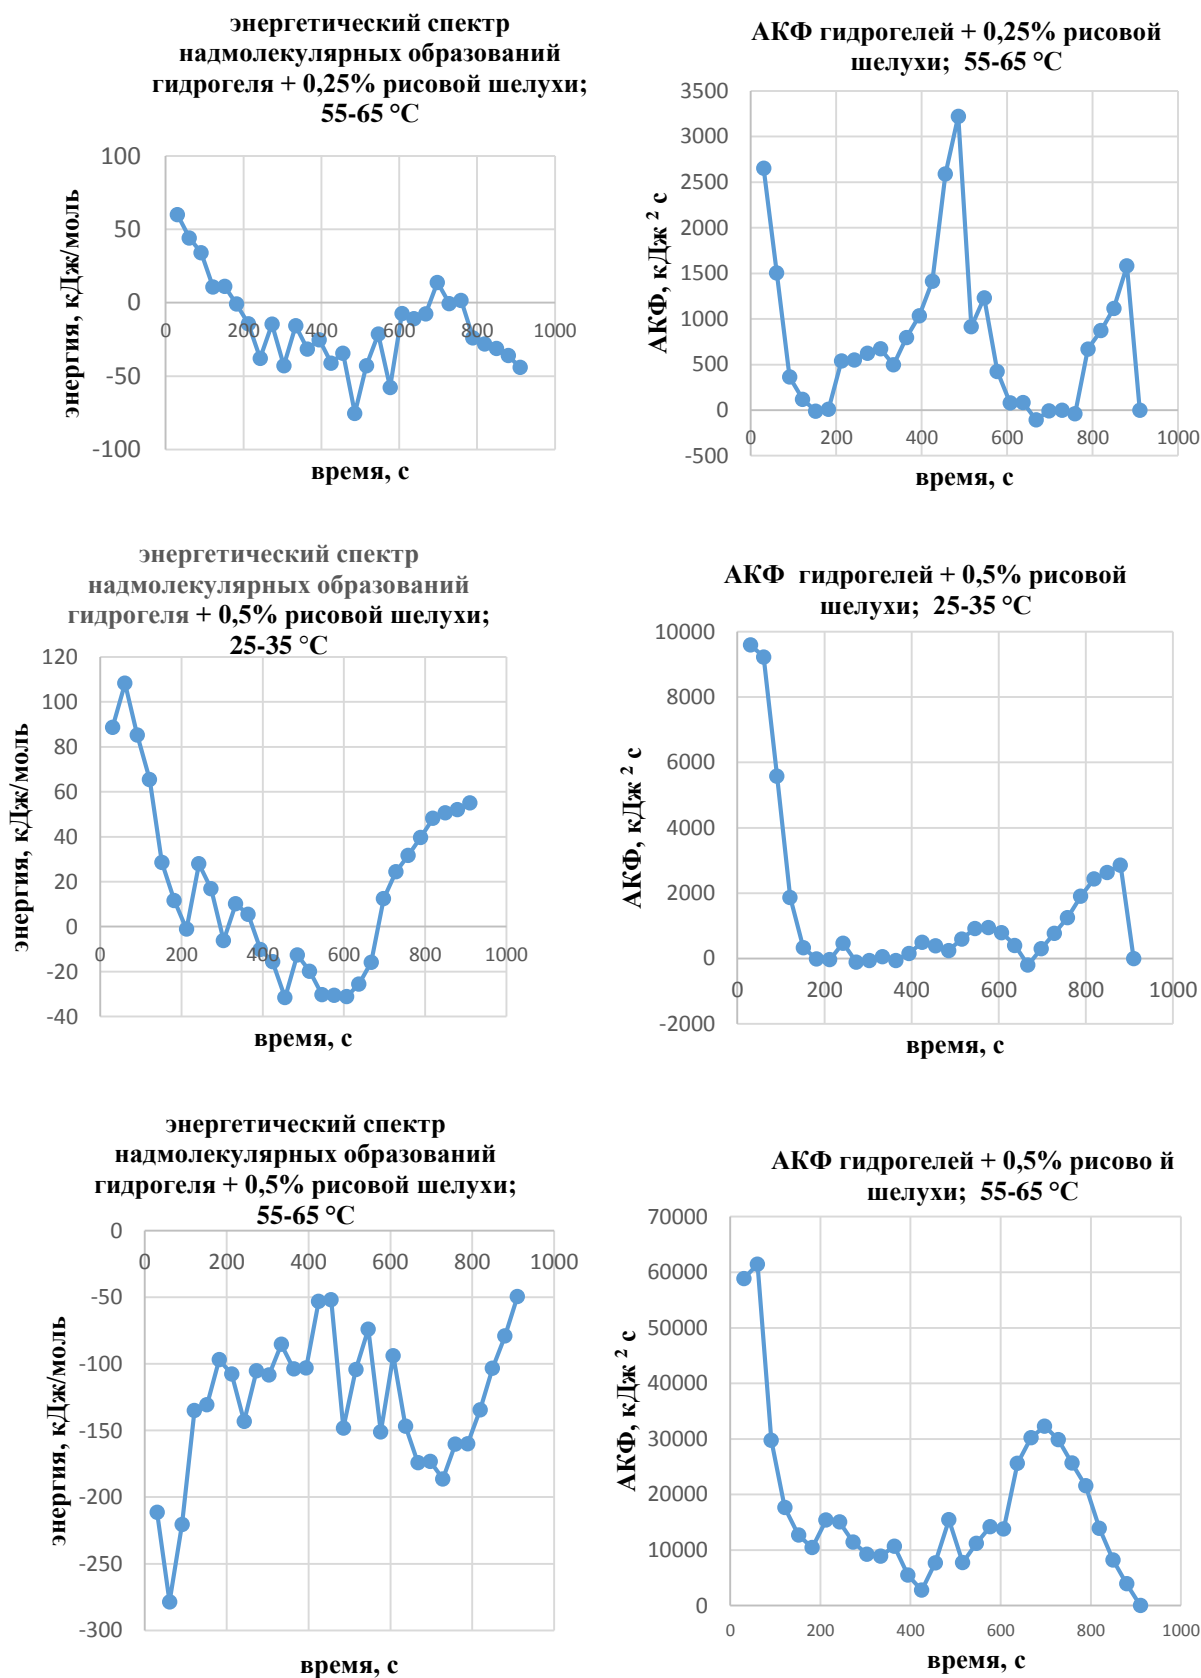 энергетический спектр
надмолекулярных образований
гидрогеля + 0,25% рисовой шелухи;
55-65 °С
100
50
0
-50
-100
0
200
400
600
800
1000
энергия, кДж/моль
время, с
АКФ гидрогелей + 0,25% рисовой
шелухи; 55-65 °С
3500
3000
2500
2000
1500
1000
500
0
-500
0
200
400
600
800
1000
АКФ, кДж ² с
время, с
энергетический спектр
надмолекулярных образований
гидрогеля + 0,5% рисовой шелухи;
25-35 °С
120
100
80
60
40
20
0
-20
-40
0
200
400
600
800
1000
энергия, кДж/моль
время, с
АКФ гидрогелей + 0,5% рисовой
шелухи; 25-35 °С
10000
8000
6000
4000
2000
0
-2000
0
200
400
600
800
1000
АКФ, кДж ² с
время, с
энергетический спектр
надмолекулярных образований
гидрогеля + 0,5% рисовой шелухи;
55-65 °С
0
-50
-100
-150
-200
-250
-300
0
200
400
600
800
1000
энергия, кДж/моль
время, с
АКФ гидрогелей + 0,5% рисово й
шелухи; 55-65 °С
70000
60000
50000
40000
30000
20000
10000
0
0
200
400
600
800
1000
АКФ, кДж ² с
время, с